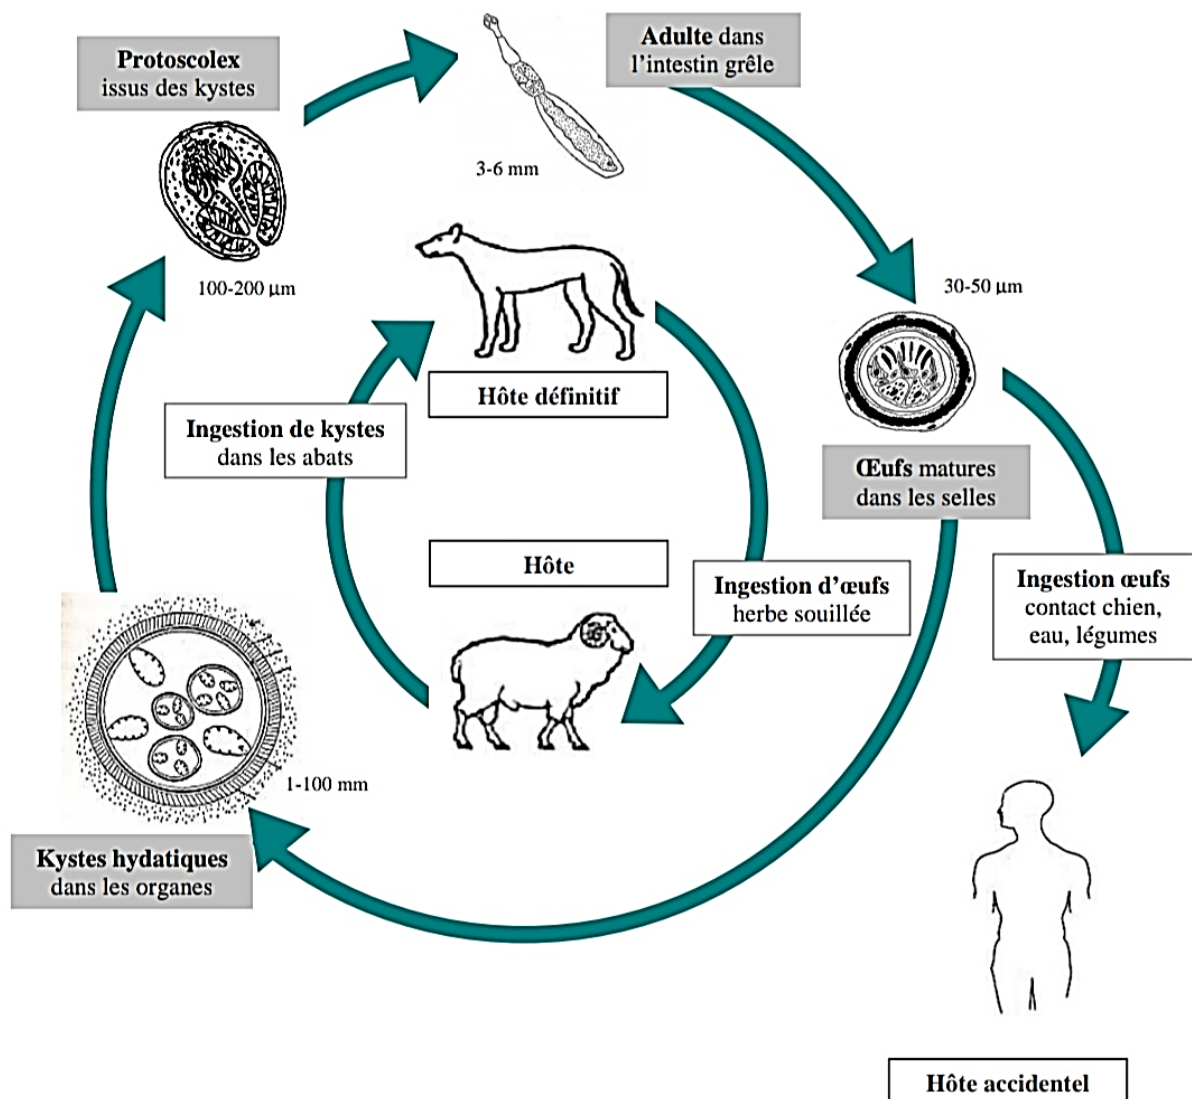 Protoscolex
issus des kystes
Adulte dans
l'intestin grêle
3-6 mm
100-200 µm
30-50 µm
Hôte définitif
Ingestion de kystes
dans les abats
Œufs matures
dans les selles
Hôte
Ingestion d'œufs
herbe souillée
Ingestion œufs
contact chien,
eau, légumes
1-100 mm
Kystes hydatiques
dans les organes
Hôte accidentel